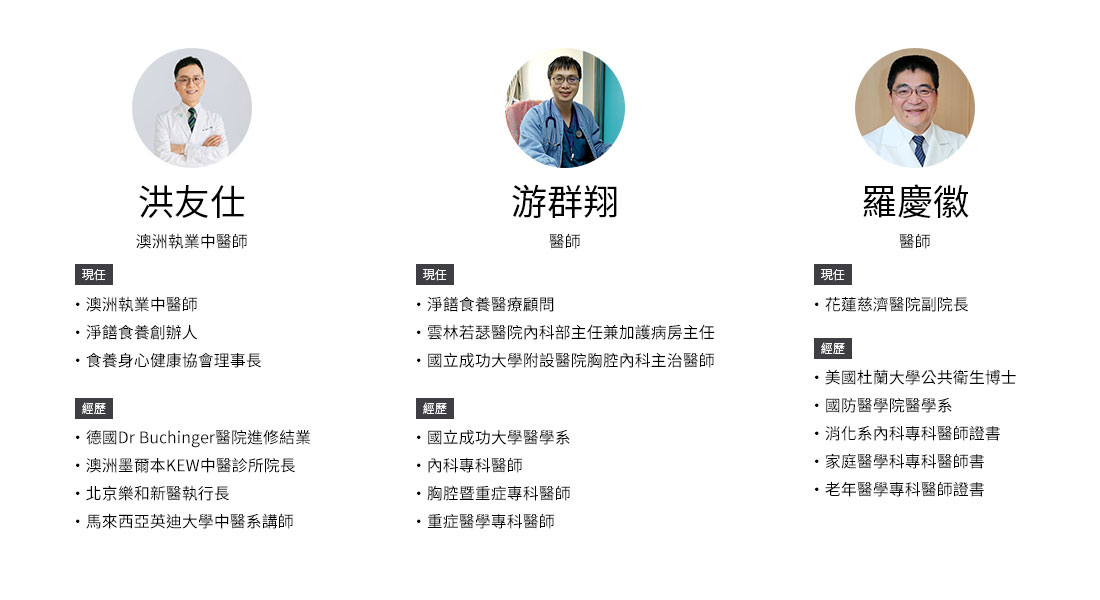 洪友仕
澳洲執業中醫師
現任
・澳洲執業中醫師
・淨饍食養創辦人
・食養身心健康協會理事長
經歷
・德國Dr Buchinger醫院進修結業
・澳洲墨爾本KEW中醫診所院長
・北京樂和新醫執行長
・馬來西亞英迪大學中醫系講師
游群翔
醫師
現任
・淨饍食養醫療顧問
・雲林若瑟醫院內科部主任兼加護病房主任
・國立成功大學附設醫院胸腔內科主治醫師
經歷
・國立成功大學醫學系
・內科專科醫師
・胸腔暨重症專科醫師
・重症醫學專科醫師
羅慶徽
醫師
現任
・花蓮慈濟醫院副院長
經歷
・美國杜蘭大學公共衛生博士
・國防醫學院醫學系
・消化系內科專科醫師證書
・家庭醫學科專科醫師書
・老年醫學專科醫師證書